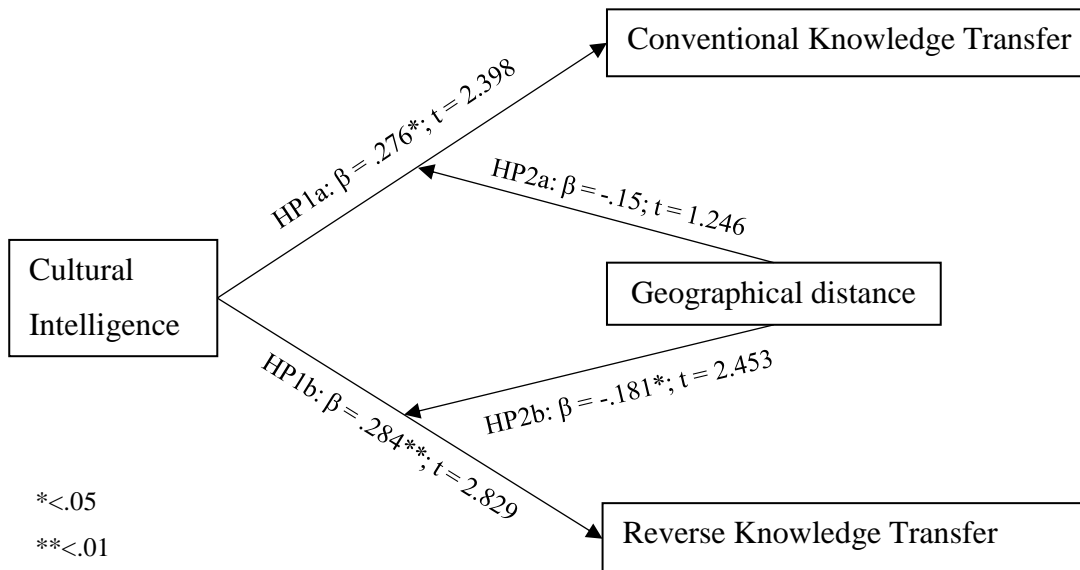 Conventional Knowledge Transfer
HP1a: β = .276*; t = 2.398
HP2a: β = -.15; t = 1.246
Cultural
Intelligence
Geographical distance
HP1b: β = .284**; t = 2.829
HP2b: β = -.181*; t = 2.453
*<.05
**<.01
Reverse Knowledge Transfer